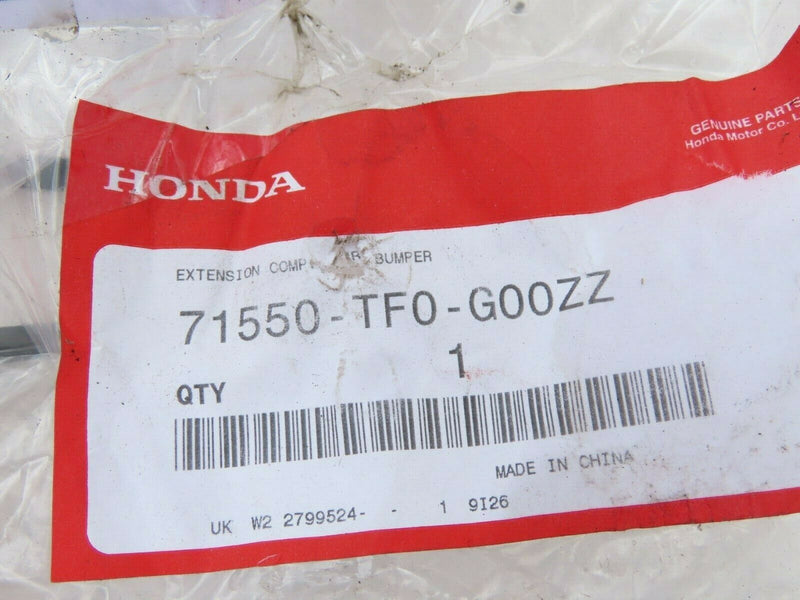 HONDA
GENUINE PARTS
Honda Motor Co. L
EXTENSION COMP BUMPER
71550-TF0-G00ZZ
QTY 1
MADE IN CHINA
UK W2 2799524- - 1 9I26